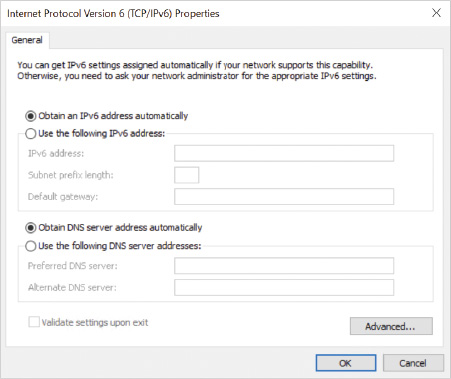 Internet Protocol Version 6 (TCP/IPv6) Properties
General
You can get IPv6 settings assigned automatically if your network supports this capability.
Otherwise, you need to ask your network administrator for the appropriate IPv6 settings.
Obtain an IPv6 address automatically
Use the following IPv6 address:
IPv6 address:
Subnet prefix length:
Default gateway:
Obtain DNS server address automatically
Use the following DNS server addresses:
Preferred DNS server:
Alternate DNS server:
Validate settings upon exit
Advanced...
OK
Cancel